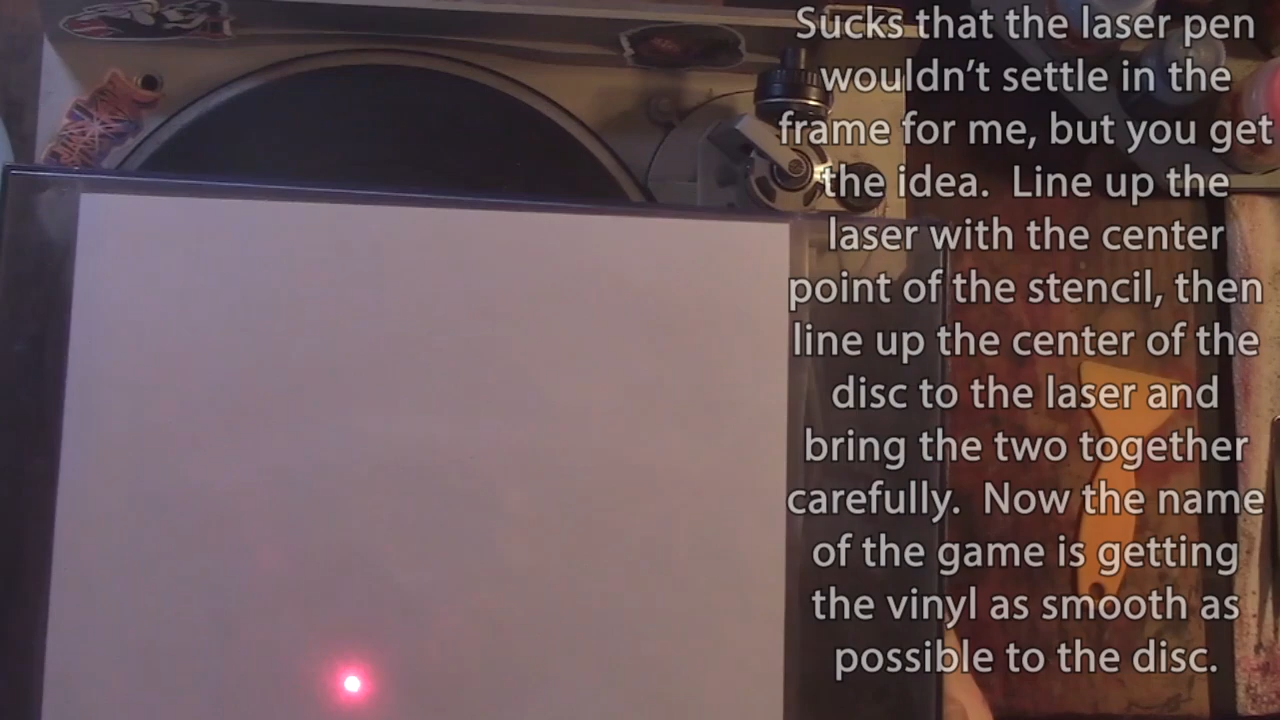 Sucks that the laser pen
wouldn’t settle in the
frame for me, but you get
the idea.  Line up the
laser with the center
point of the stencil, then
line up the center of the
disc to the laser and
bring the two together
carefully.  Now the name
of the game is getting
the vinyl as smooth as
possible to the disc.